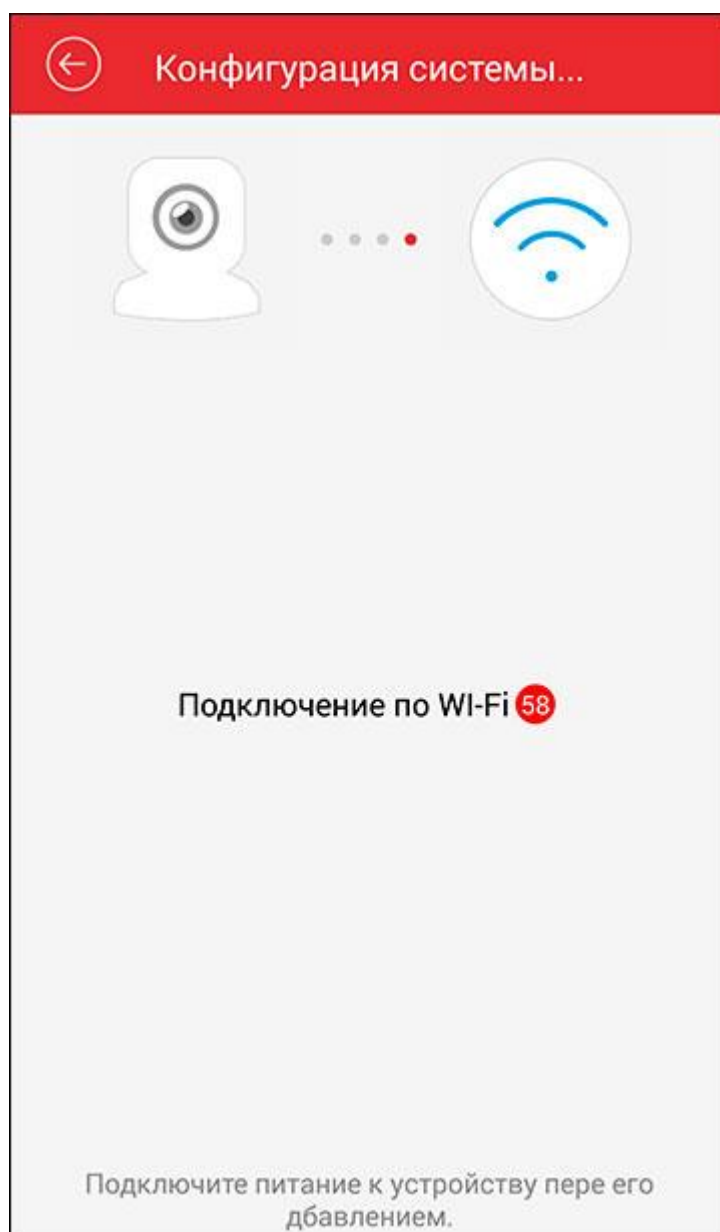 Конфигурация системы...
Подключение по WI-Fi 58
Подключите питание к устройству пере его
дбавлением.